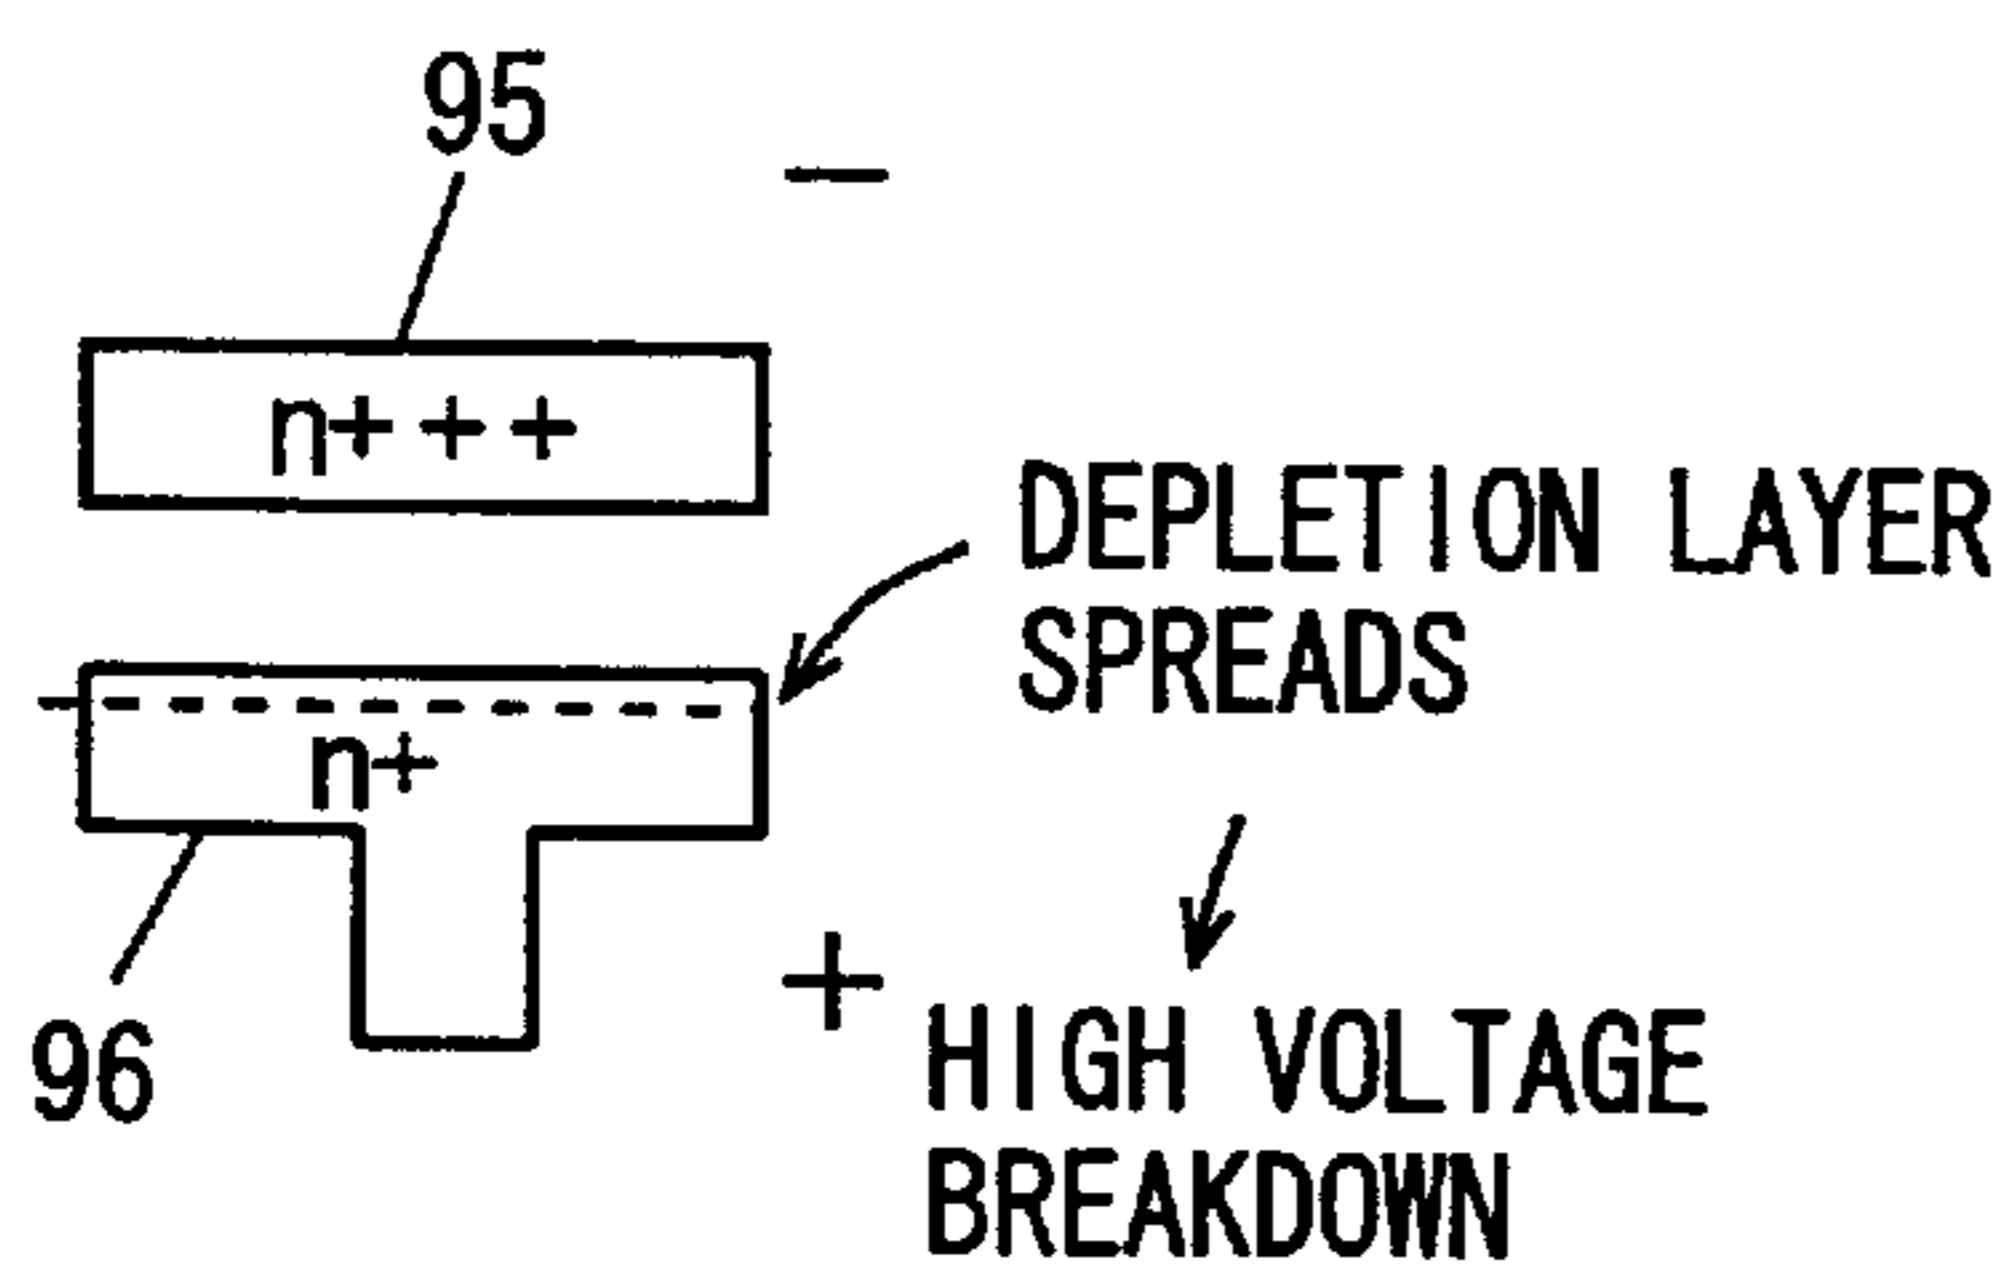 95
−
n+++
DEPLETION LAYER
SPREADS
n+
96
+
HIGH VOLTAGE
BREAKDOWN